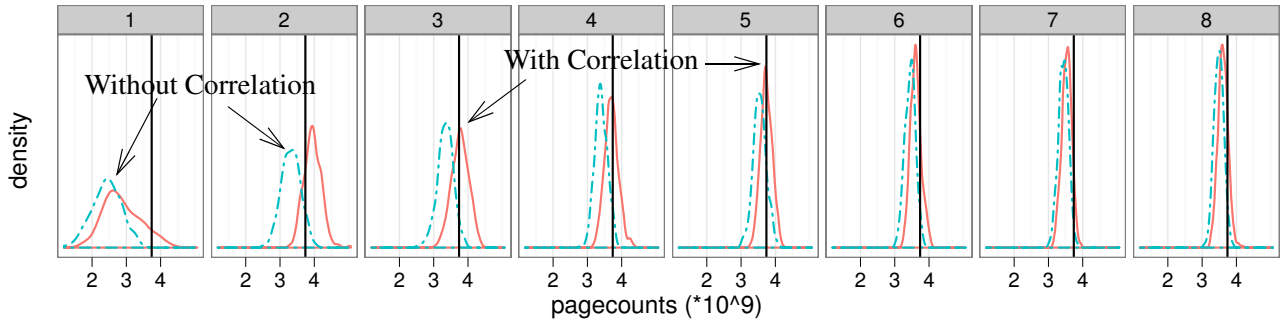 1 2 3 4 5 6 7 8
With Correlation
Without Correlation
density
2 3 4 2 3 4 2 3 4 2 3 4 2 3 4 2 3 4 2 3 4 2 3 4
pagecounts (*10^9)